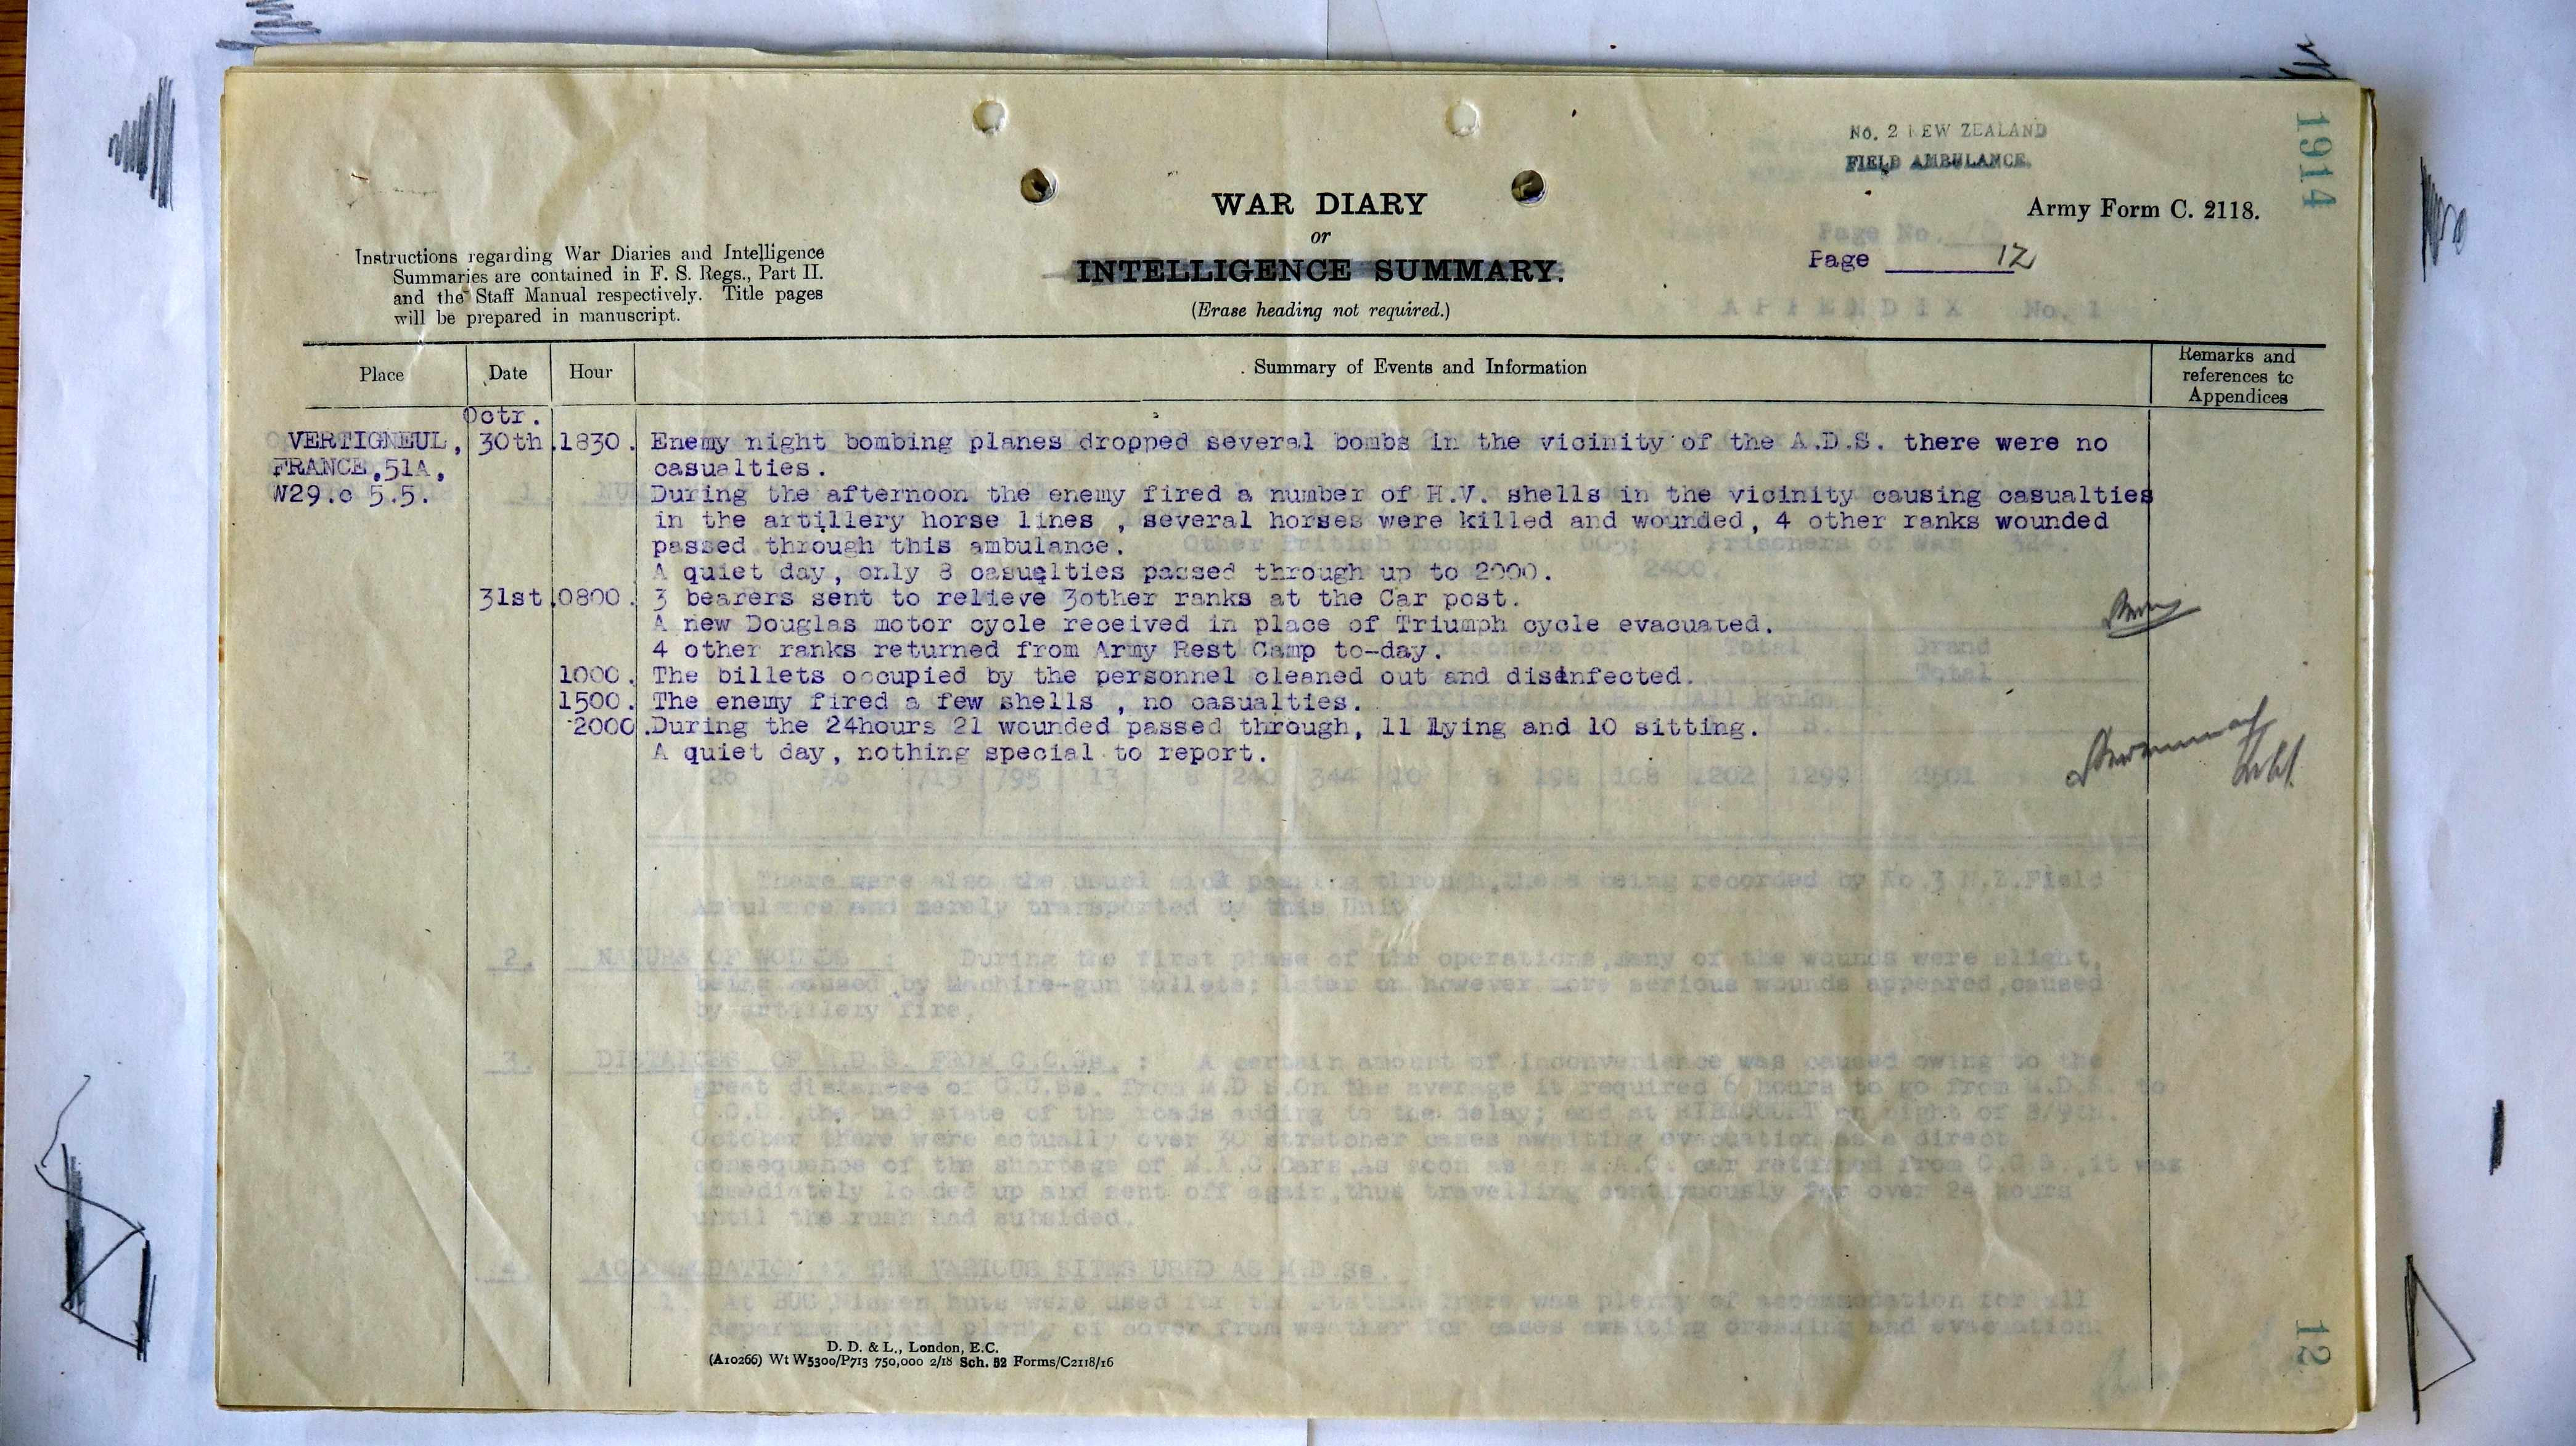 1914
No. 2 NEW ZEALAND
FIELD AMBULANCE.
WAR DIARY
or
INTELLIGENCE SUMMARY.
(Erase heading not required.)
Army Form C. 2118.
Page 12
Instructions regarding War Diaries and Intelligence
Summaries are contained in F. S. Regs., Part II.
and the Staff Manual respectively. Title pages
will be prepared in manuscript.
Place Date Hour Summary of Events and Information Remarks and
references to
Appendices
Octr.
VERTIGNEUL, 30th 1830. Enemy night bombing planes dropped several bombs in the vicinity of the A.D.S. there were no
FRANCE,51A, casualties.
W29.c 5.5. During the afternoon the enemy fired a number of H.V. shells in the vicinity causing casualties
in the artillery horse lines , several horses were killed and wounded, 4 other ranks wounded
passed through this ambulance.
A quiet day, only 8 casuelties passed through up to 2000.
31st 0800. 3 bearers sent to relieve 3other ranks at the Car post.
A new Douglas motor cycle received in place of Triumph cycle evacuated.
4 other ranks returned from Army Rest Camp to-day.
1000. The billets occupied by the personnel cleaned out and disinfected.
1500. The enemy fired a few shells , no casualties.
2000. During the 24hours 21 wounded passed through, 11 lying and 10 sitting.
A quiet day, nothing special to report.
D. D. & L., London, E.C.
(A10266) Wt W5300/P713 750,000 2/18 Sch. 52 Forms/C2118/16
12